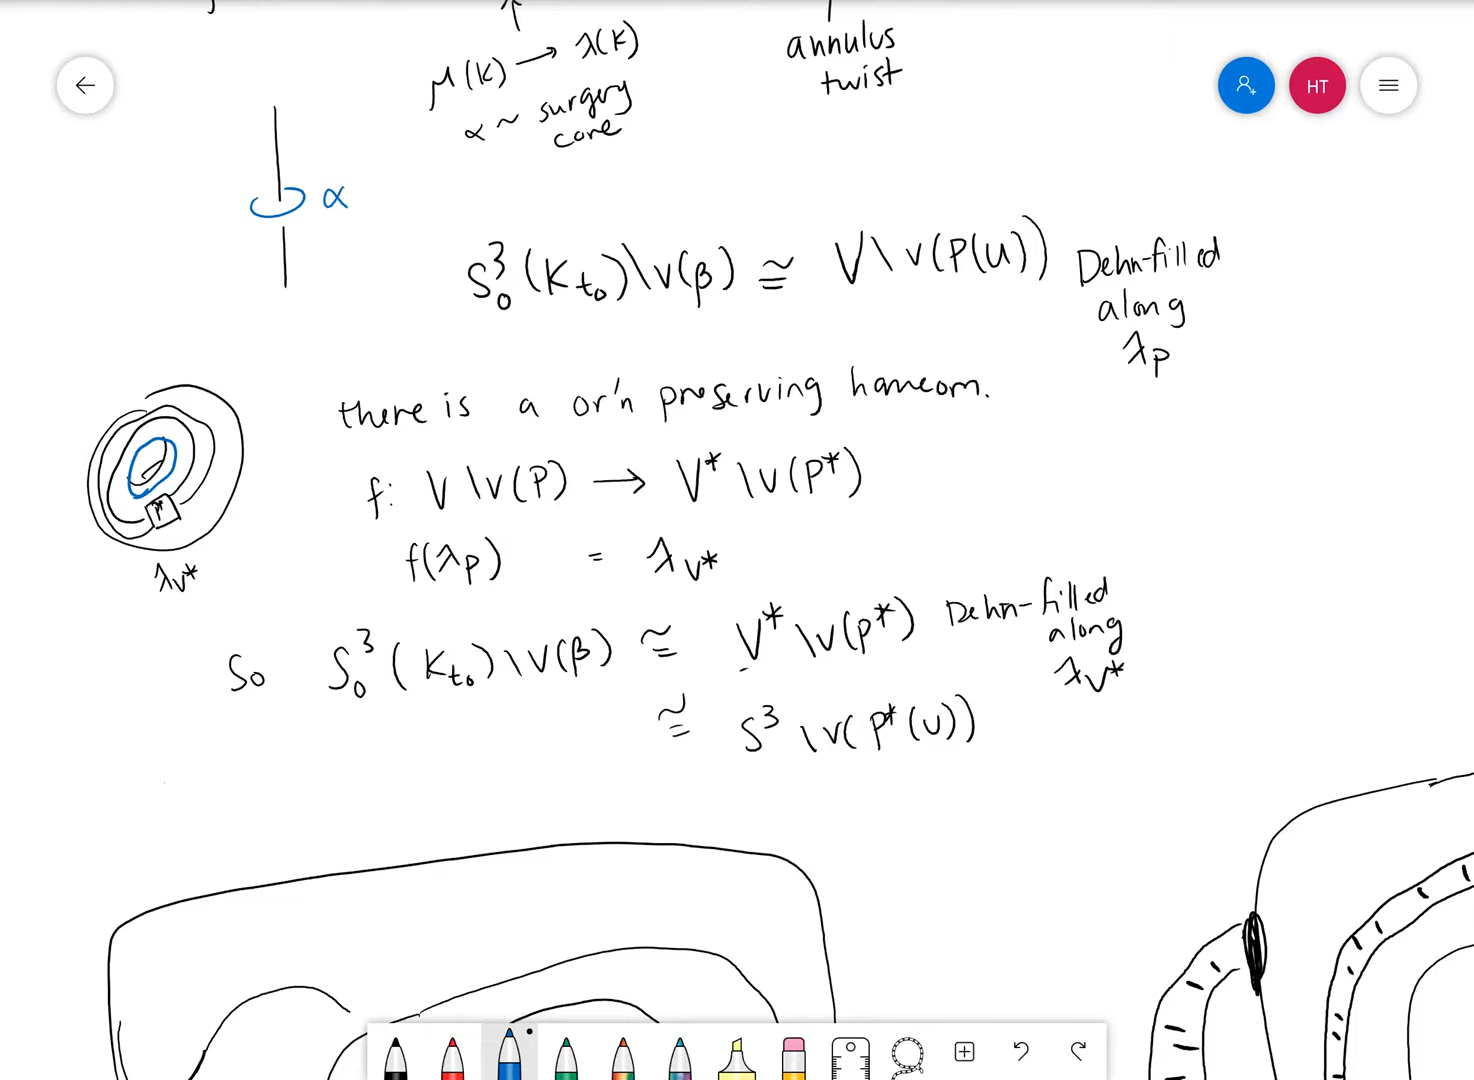 μ(K) → λ(K)
α ~ surgery
core
annulus
twist
HT
α
S³₀(K_{t₀})\ν(β) ≅ V\ν(P(U)) Dehn-filled
along
λ_P
there is a or'n preserving homeom.
f: V\ν(P) → V*\ν(P*)
f(λ_P) = λ_{V*}
λ_{V*}
So S³₀(K_{t₀})\ν(β) ≅ V*\ν(P*) Dehn-filled
along
λ_{V*}
≅ S³\ν(P*(U))